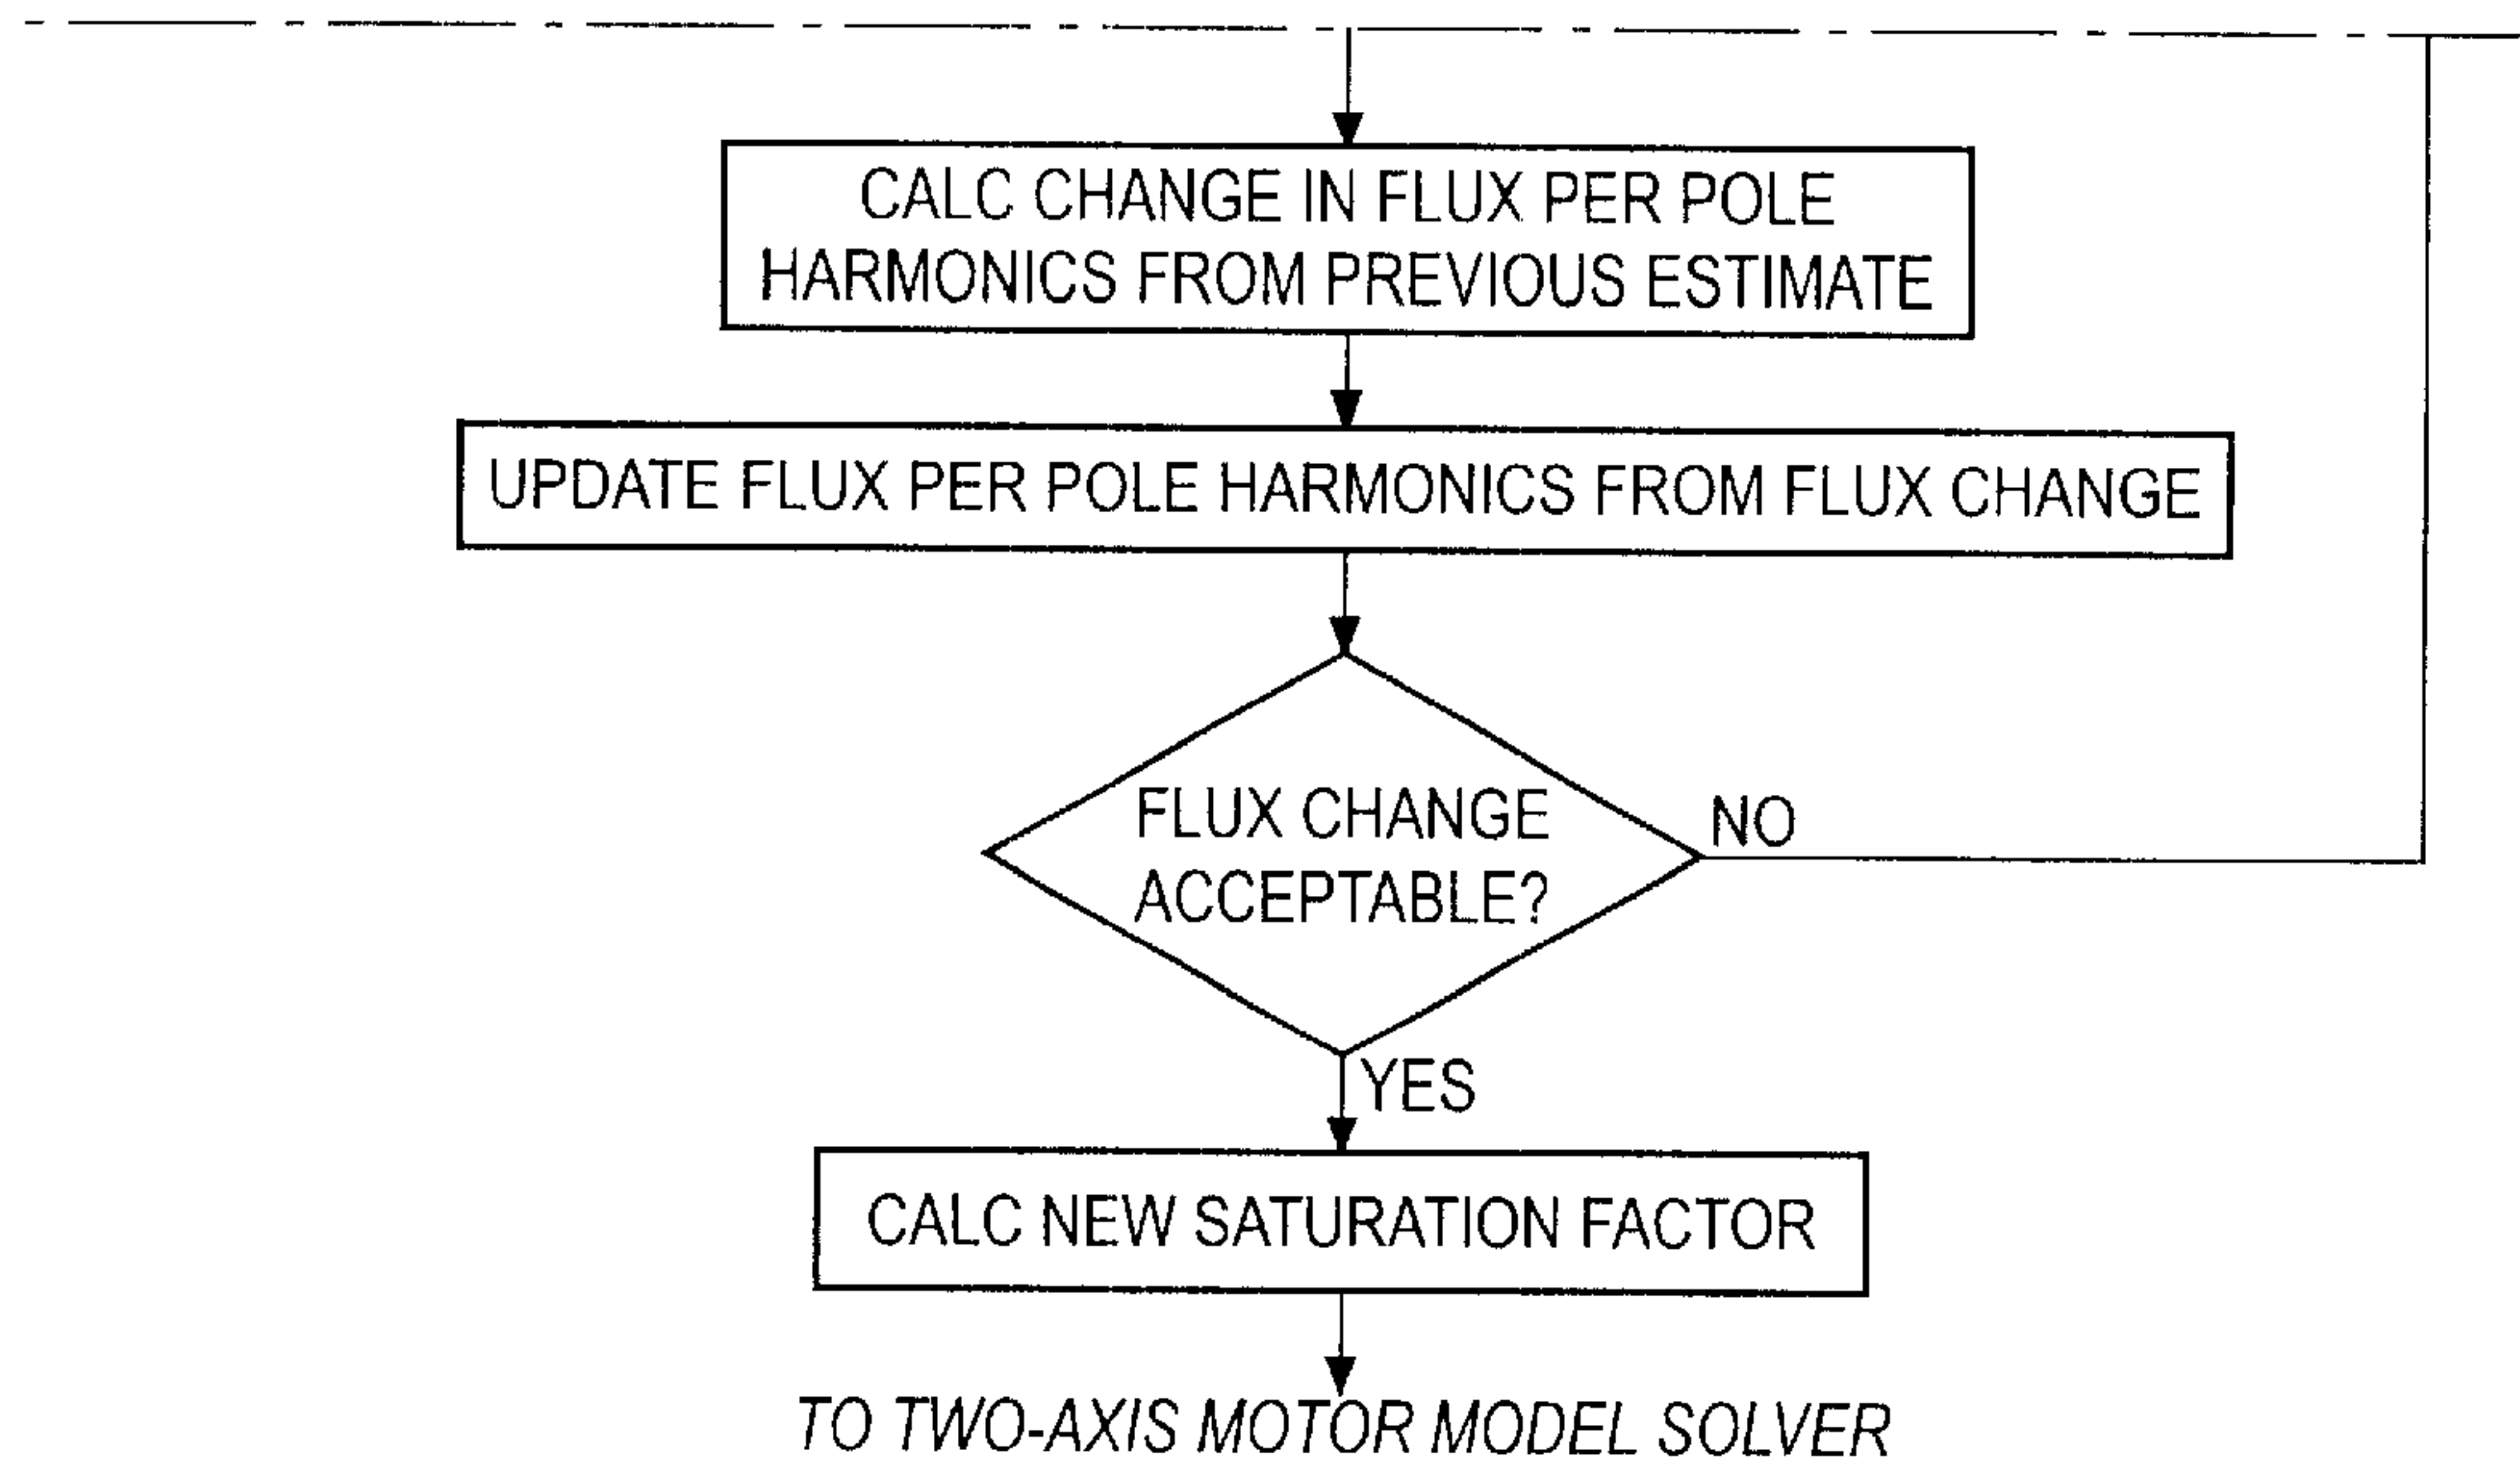 CALC CHANGE IN FLUX PER POLE
HARMONICS FROM PREVIOUS ESTIMATE
UPDATE FLUX PER POLE HARMONICS FROM FLUX CHANGE
FLUX CHANGE
ACCEPTABLE?
NO
YES
CALC NEW SATURATION FACTOR
TO TWO-AXIS MOTOR MODEL SOLVER